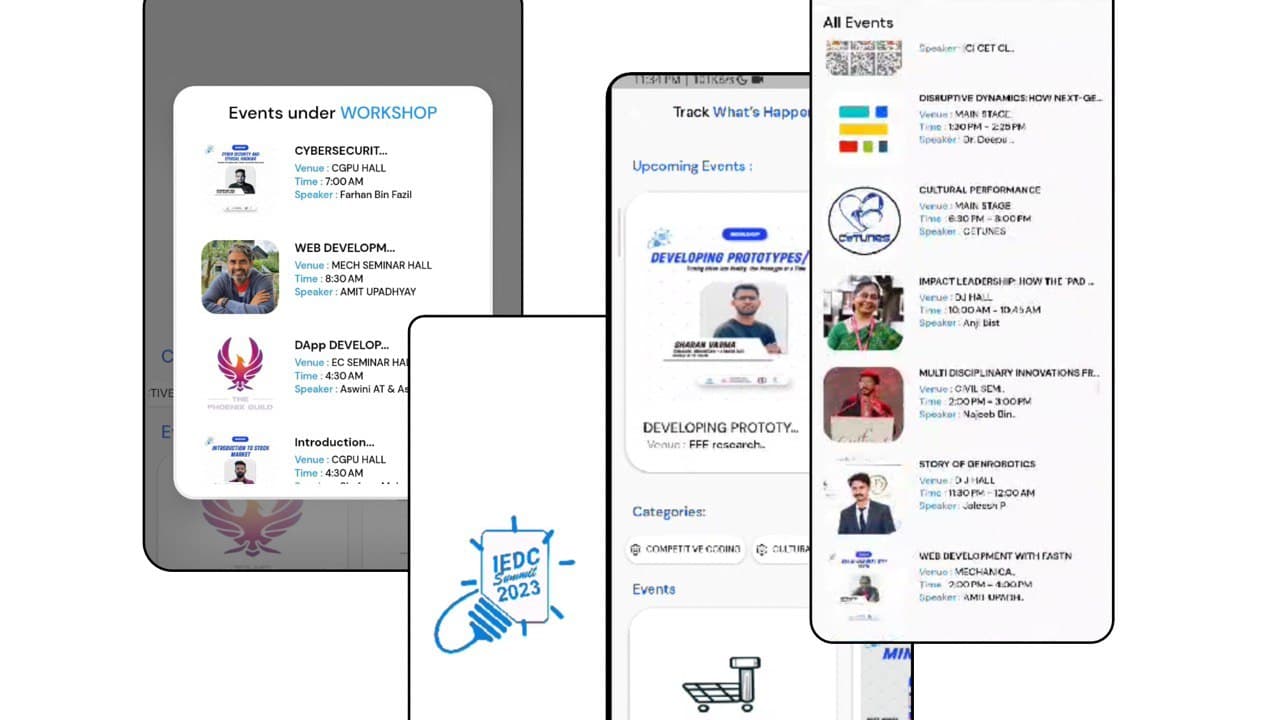 Events under WORKSHOP
CYBERSECURIT...
Venue : CGPU HALL
Time : 7:00 AM
Speaker : Farhan Bin Fazil
WEB DEVELOPM...
Venue : MECH SEMINAR HALL
Time : 8:30 AM
Speaker : AMIT UPADHYAY
DApp DEVELOP...
Venue : EC SEMINAR HAL
Time : 4:30 AM
Speaker : Aswini AT & As
THE
PHOENIX GUILD
Introduction...
Venue : CGPU HALL
Time : 4:30 AM
INTRODUCTION TO STOCK
MARKET
IEDC
Summit
2023
11:34 PM
Track What's Happen
Upcoming Events :
WORKSHOP
DEVELOPING PROTOTYPES/
SHARAN VARMA
DEVELOPING PROTOTY...
Venue : EEE research..
Categories:
COMPETITIVE CODING
CULTURA
Events
MIN
All Events
Speaker: ICI CET CL..
DISRUPTIVE DYNAMICS:HOW NEXT-GE...
Venue : MAIN STAGE
Time : 1:30 PM - 2:25 PM
Speaker : Dr. Deepu ..
CULTURAL PERFORMANCE
Venue : MAIN STAGE
Time : 6:30 PM - 8:00 PM
Speaker : CETUNES
CETUNES
IMPACT LEADERSHIP: HOW THE 'PAD ...
Venue : DJ HALL
Time : 10:00 AM - 10:45 AM
Speaker : Anji Bist
MULTI DISCIPLINARY INNOVATIONS FR...
Venue : CIVIL SEM..
Time : 2:00 PM - 3:00 PM
Speaker : Najeeb Bin..
STORY OF GENROBOTICS
Venue : D J HALL
Time : 11:30 PM - 12:00 AM
Speaker : Jaleesh P
WEB DEVELOPMENT WITH FASTN
Venue : MECHANICA..
Time : 2:00 PM - 4:00 PM
Speaker : AMIT UPADH..